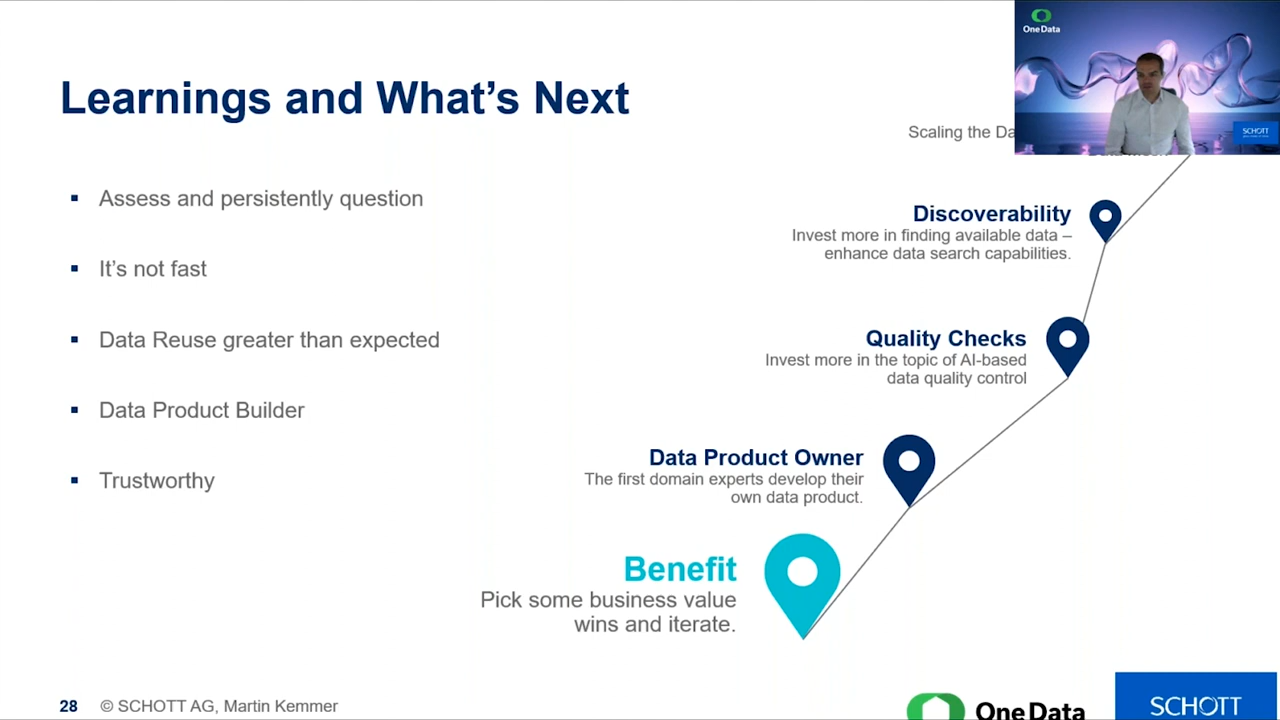 Learnings and What's Next
▪ Assess and persistently question
▪ It's not fast
▪ Data Reuse greater than expected
▪ Data Product Builder
▪ Trustworthy
OneData
SCHOTT
Scaling the
Discoverability
Invest more in finding available data –
enhance data search capabilities.
Quality Checks
Invest more in the topic of AI-based
data quality control
Data Product Owner
The first domain experts develop their
own data product.
Benefit
Pick some business value
wins and iterate.
28 © SCHOTT AG, Martin Kemmer
One Data
SCHOTT